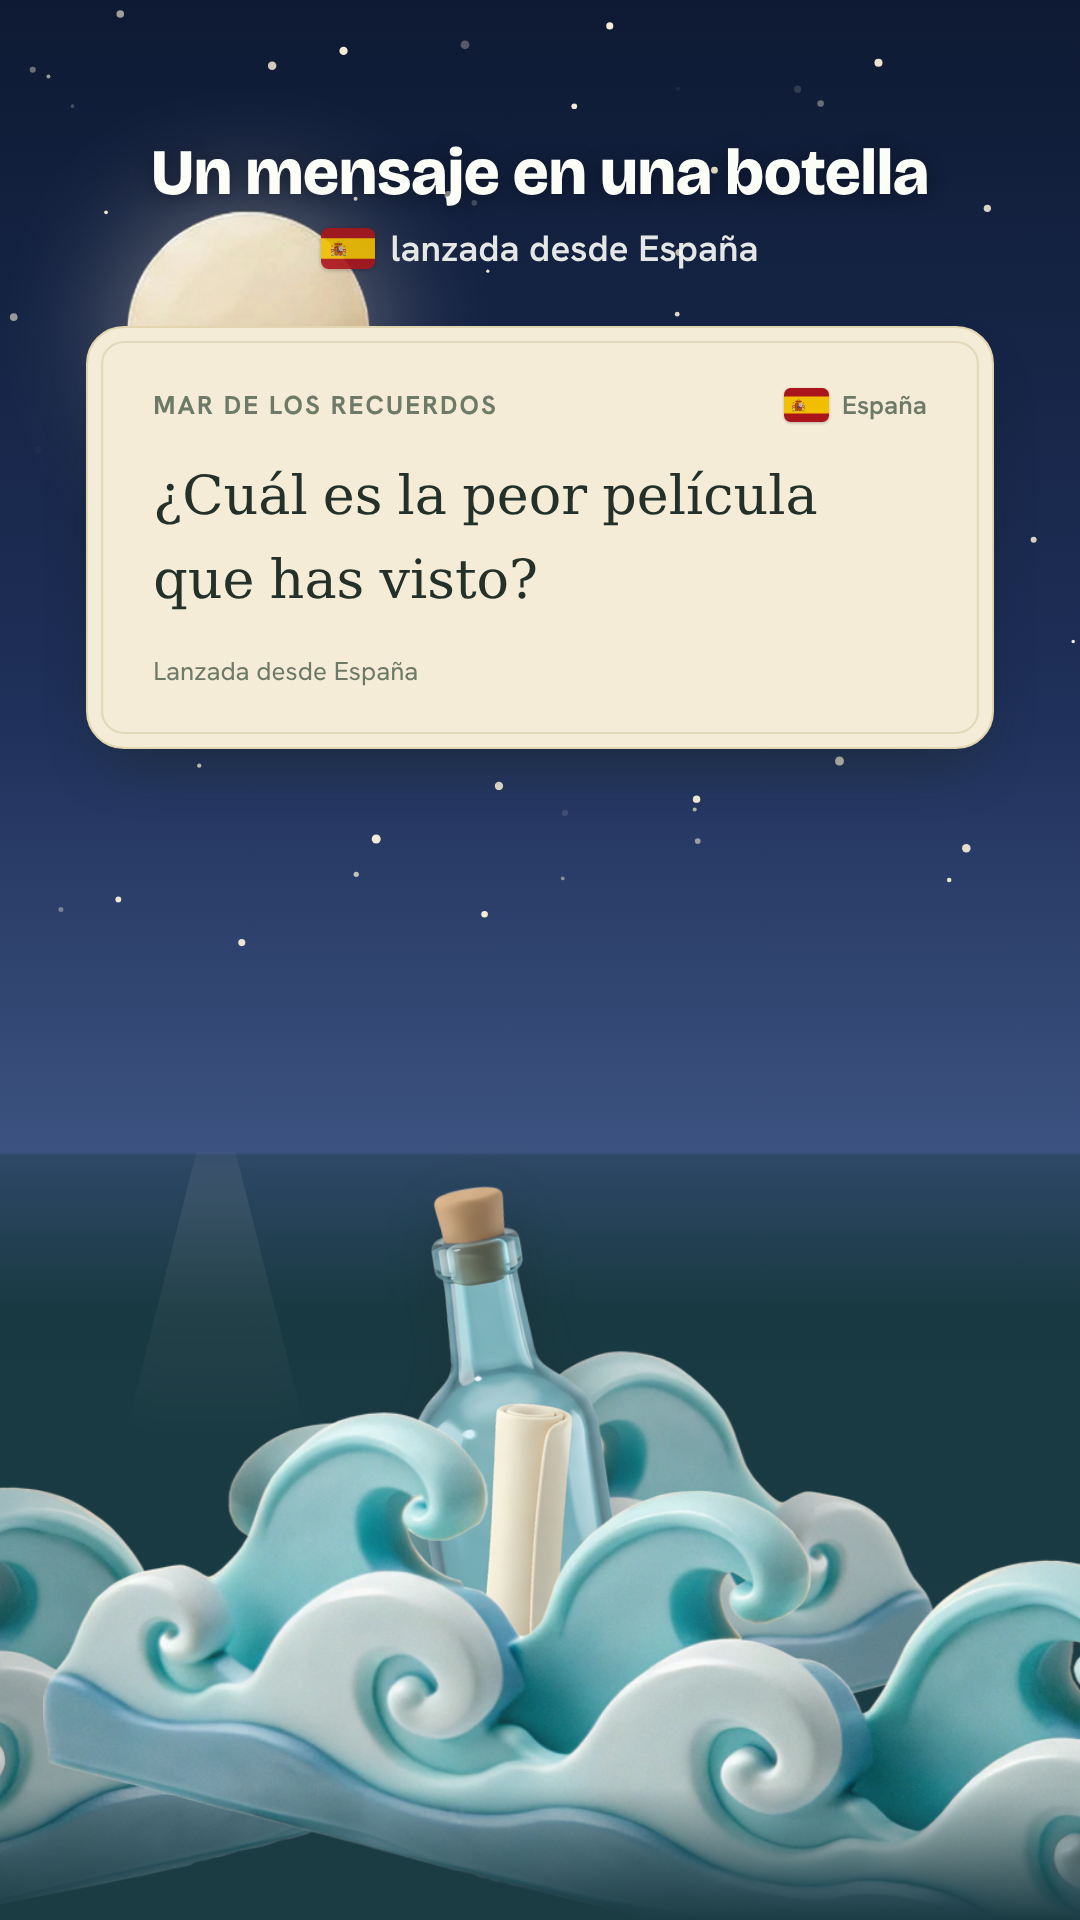 Un mensaje en una botella
lanzada desde España
MAR DE LOS RECUERDOS
España
¿Cuál es la peor película
que has visto?
Lanzada desde España